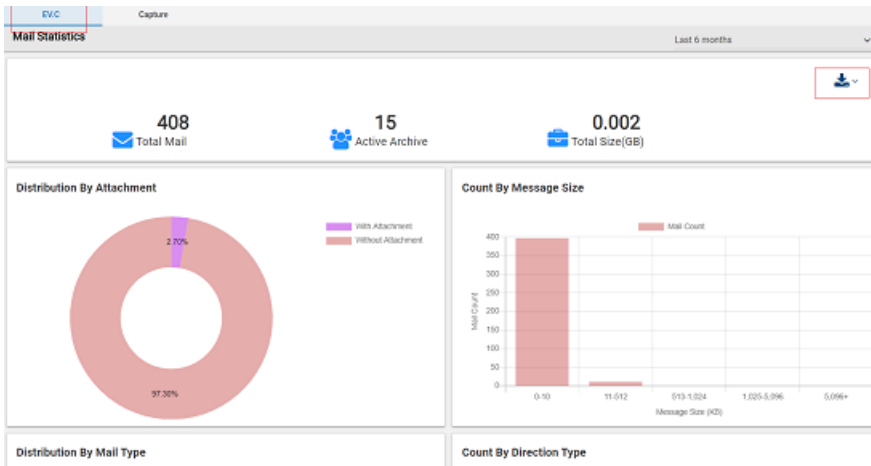 EV.C Capture
Mail Statistics Last 6 months
408 15 0.002
Total Mail Active Archive Total Size(GB)
Distribution By Attachment
With Attachment
Without Attachment
2.70%
97.30%
Count By Message Size
Mail Count
400
350
300
250
200
150
100
50
0
Mail Count
0-10 11-512 513-1,024 1,025-5,096 5,096+
Message Size (KB)
Distribution By Mail Type
Count By Direction Type